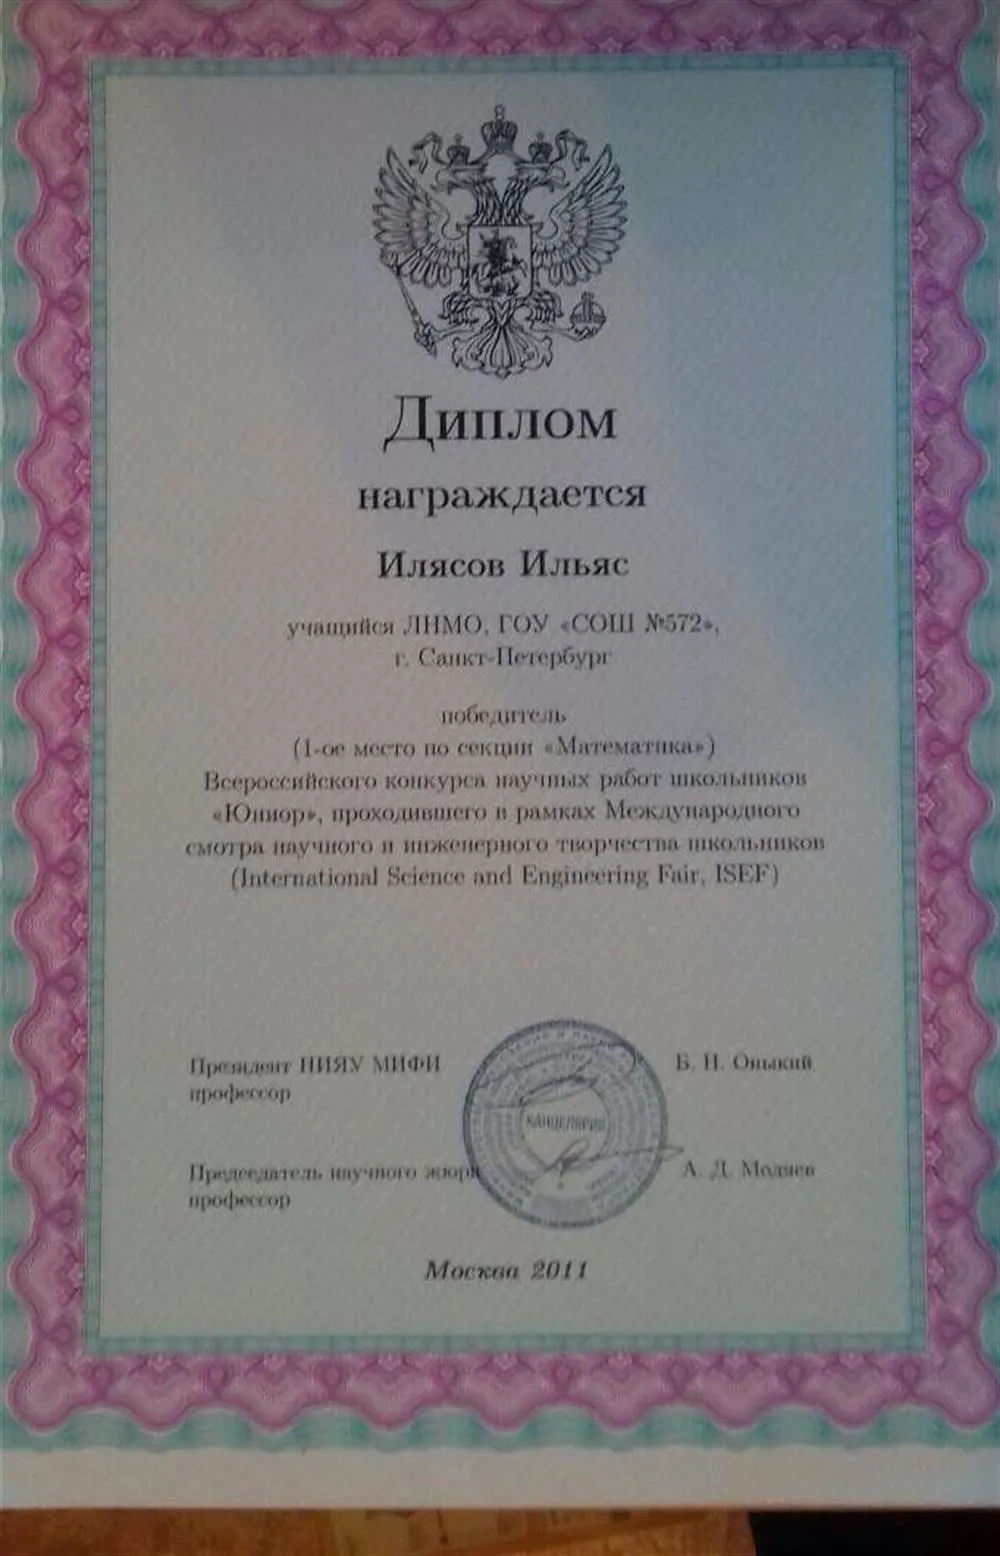 Диплом
награждается
Илясов Ильяс
учащийся ЛНМО, ГОУ «СОШ №572»,
г. Санкт-Петербург
победитель
(1-ое место по секции «Математика»)
Всероссийского конкурса научных работ школьников
«Юниор», проходившего в рамках Международного
смотра научного и инженерного творчества школьников
(International Science and Engineering Fair, ISEF)
Президент НИЯУ МИФИ
профессор
Б. Н. Оныкий
КАНЦЕЛЯРИЯ
Председатель научного жюри
профессор
А. Д. Модяев
Москва 2011